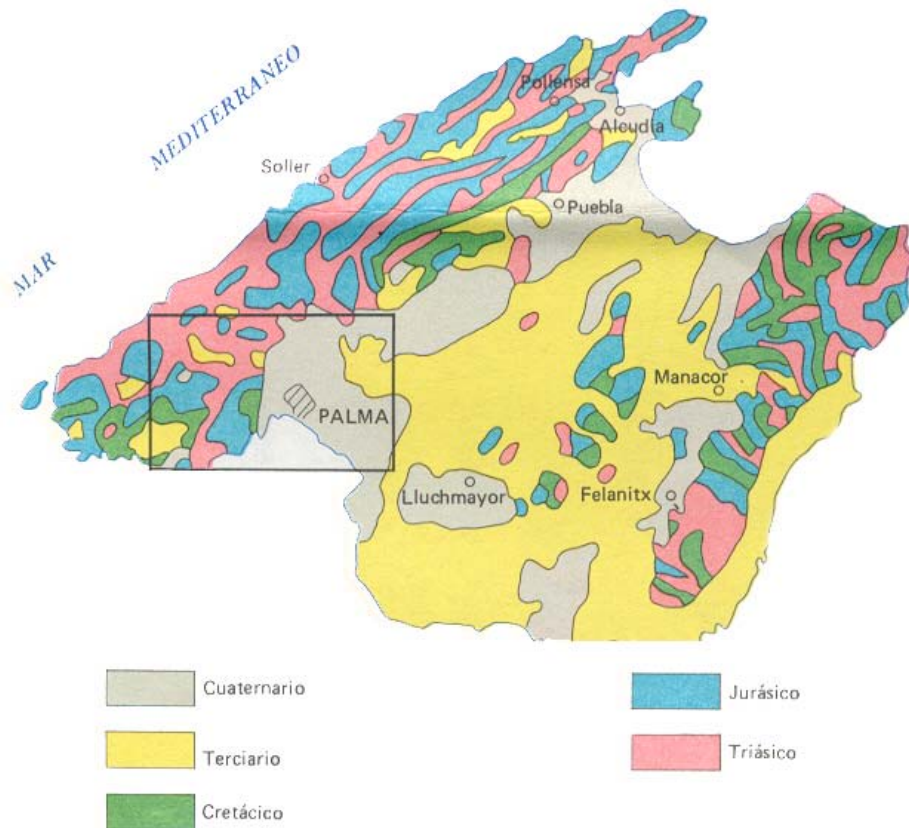 MAR
MEDITERRANEO
Pollensa
Alcudia
Soller
Puebla
Manacor
PALMA
Lluchmayor
Felanitx
Cuaternario
Jurásico
Terciario
Triásico
Cretácico